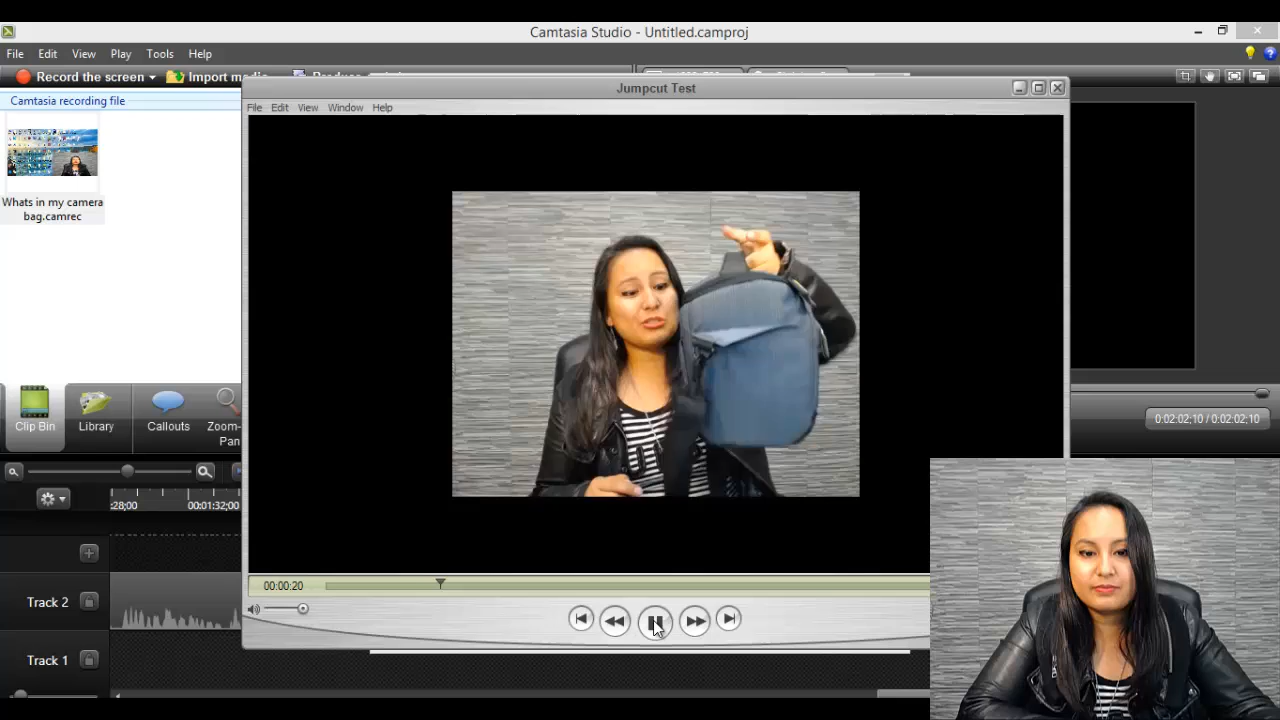 Camtasia Studio - Untitled.camproj
File Edit View Play Tools Help
Record the screen Import Produce
Camtasia recording file
Jumpcut Test
File Edit View Window Help
Whats in my camera
bag.camrec
Clip Bin Library Callouts Zoom-
Pan
0:02:02;10 / 0:02:02;10
:28;00 00:01:32;00
00:00:20
Track 2
Track 1